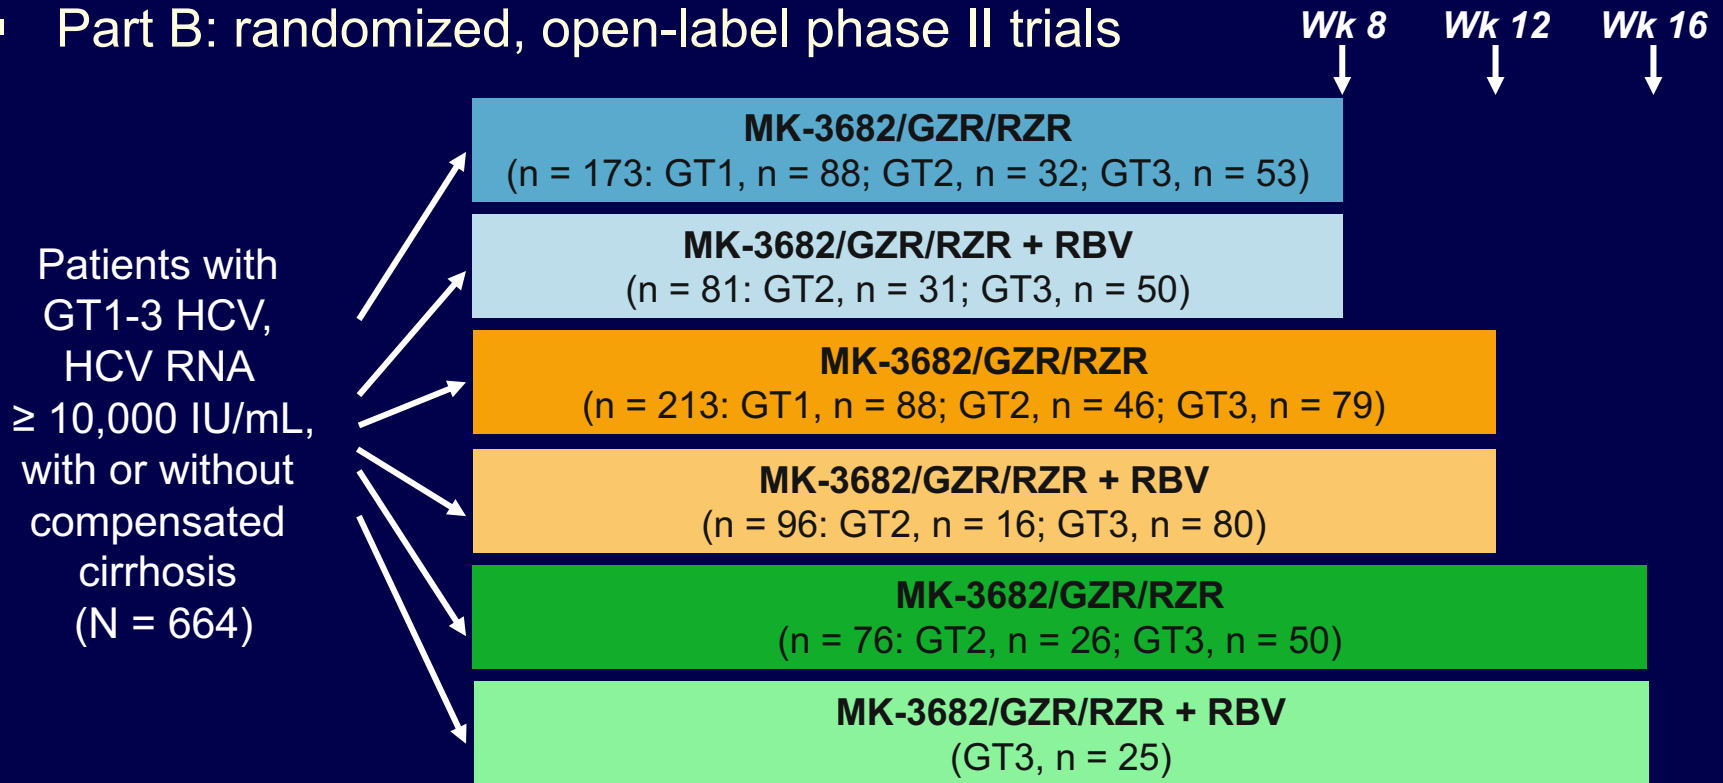 Part B: randomized, open-label phase II trials
Wk 8
Wk 12
Wk 16
Patients with
GT1-3 HCV,
HCV RNA
≥ 10,000 IU/mL,
with or without
compensated
cirrhosis
(N = 664)
MK-3682/GZR/RZR
(n = 173: GT1, n = 88; GT2, n = 32; GT3, n = 53)
MK-3682/GZR/RZR + RBV
(n = 81: GT2, n = 31; GT3, n = 50)
MK-3682/GZR/RZR
(n = 213: GT1, n = 88; GT2, n = 46; GT3, n = 79)
MK-3682/GZR/RZR + RBV
(n = 96: GT2, n = 16; GT3, n = 80)
MK-3682/GZR/RZR
(n = 76: GT2, n = 26; GT3, n = 50)
MK-3682/GZR/RZR + RBV
(GT3, n = 25)